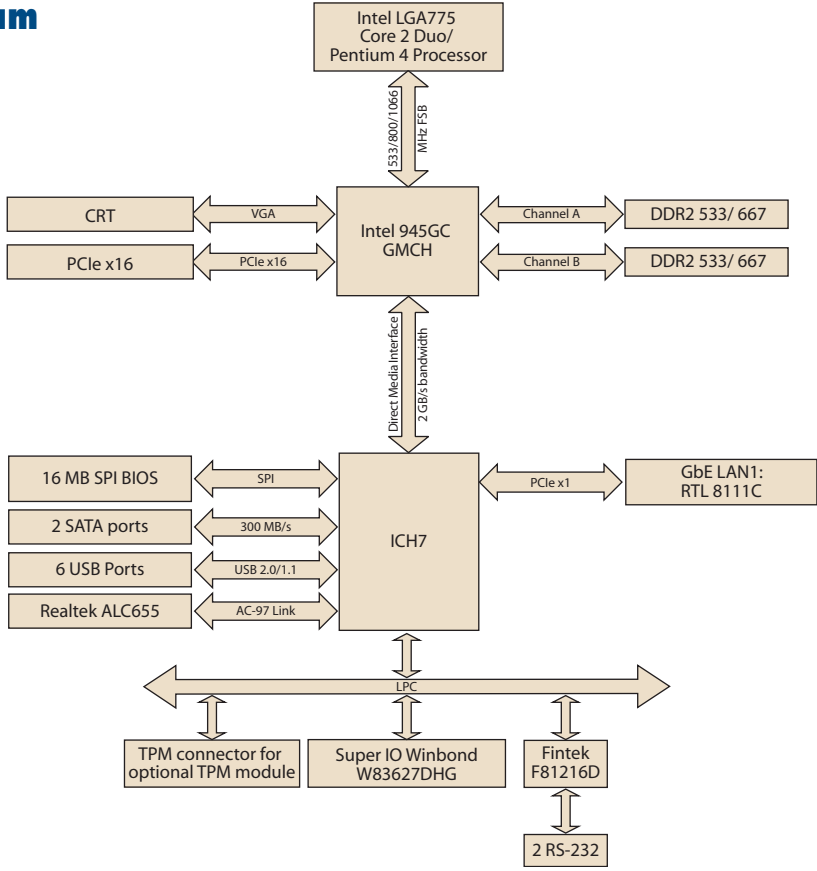 Intel LGA775
Core 2 Duo/
Pentium 4 Processor
533/800/1066
MHz FSB
CRT
VGA
Intel 945GC
GMCH
Channel A
DDR2 533/ 667
PCIe x16
PCIe x16
Channel B
DDR2 533/ 667
Direct Media Interface
2 GB/s bandwidth
16 MB SPI BIOS
SPI
ICH7
PCIe x1
GbE LAN1:
RTL 8111C
2 SATA ports
300 MB/s
6 USB Ports
USB 2.0/1.1
Realtek ALC655
AC-97 Link
LPC
TPM connector for
optional TPM module
Super IO Winbond
W83627DHG
Fintek
F81216D
2 RS-232